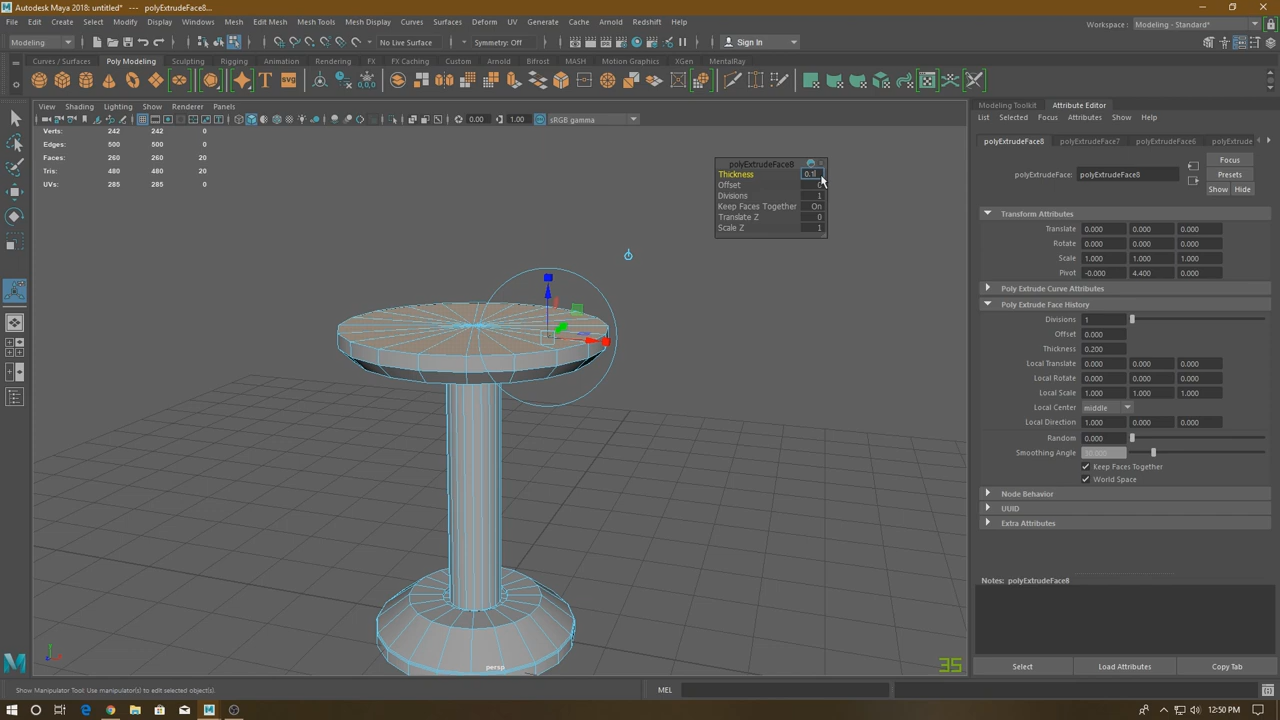 Autodesk Maya 2018: untitled* --- polyExtrudeFace8...
File Edit Create Select Modify Display Windows Mesh Edit Mesh Mesh Tools Mesh Display Curves Surfaces Deform UV Generate Cache Arnold Redshift Help
Workspace : Modeling - Standard*
Modeling No Live Surface Symmetry: Off Sign In
Curves / Surfaces Poly Modeling Sculpting Rigging Animation Rendering FX FX Caching Custom Arnold Bifrost MASH Motion Graphics XGen MentalRay
View Shading Lighting Show Renderer Panels
0.00 1.00 sRGB gamma
Verts: 242 242 0
Edges: 500 500 0
Faces: 260 260 20
Tris: 480 480 20
UVs: 285 285 0
polyExtrudeFace8
Thickness 0.1
Offset 0
Divisions 1
Keep Faces Together On
Translate Z 0
Scale Z 1
persp
35
Modeling Toolkit Attribute Editor
List Selected Focus Attributes Show Help
polyExtrudeFace8 polyExtrudeFace7 polyExtrudeFace6 polyExtrude
Focus
polyExtrudeFace: polyExtrudeFace8 Presets
Show Hide
Transform Attributes
Translate 0.000 0.000 0.000
Rotate 0.000 0.000 0.000
Scale 1.000 1.000 1.000
Pivot -0.000 4.400 0.000
Poly Extrude Curve Attributes
Poly Extrude Face History
Divisions 1
Offset 0.000
Thickness 0.200
Local Translate 0.000 0.000 0.000
Local Rotate 0.000 0.000 0.000
Local Scale 1.000 1.000 1.000
Local Center middle
Local Direction 1.000 0.000 0.000
Random 0.000
Smoothing Angle 30.000
Keep Faces Together
World Space
Node Behavior
UUID
Extra Attributes
Notes: polyExtrudeFace8
Select Load Attributes Copy Tab
Show Manipulator Tool: Use manipulator(s) to edit selected object(s). MEL
12:50 PM